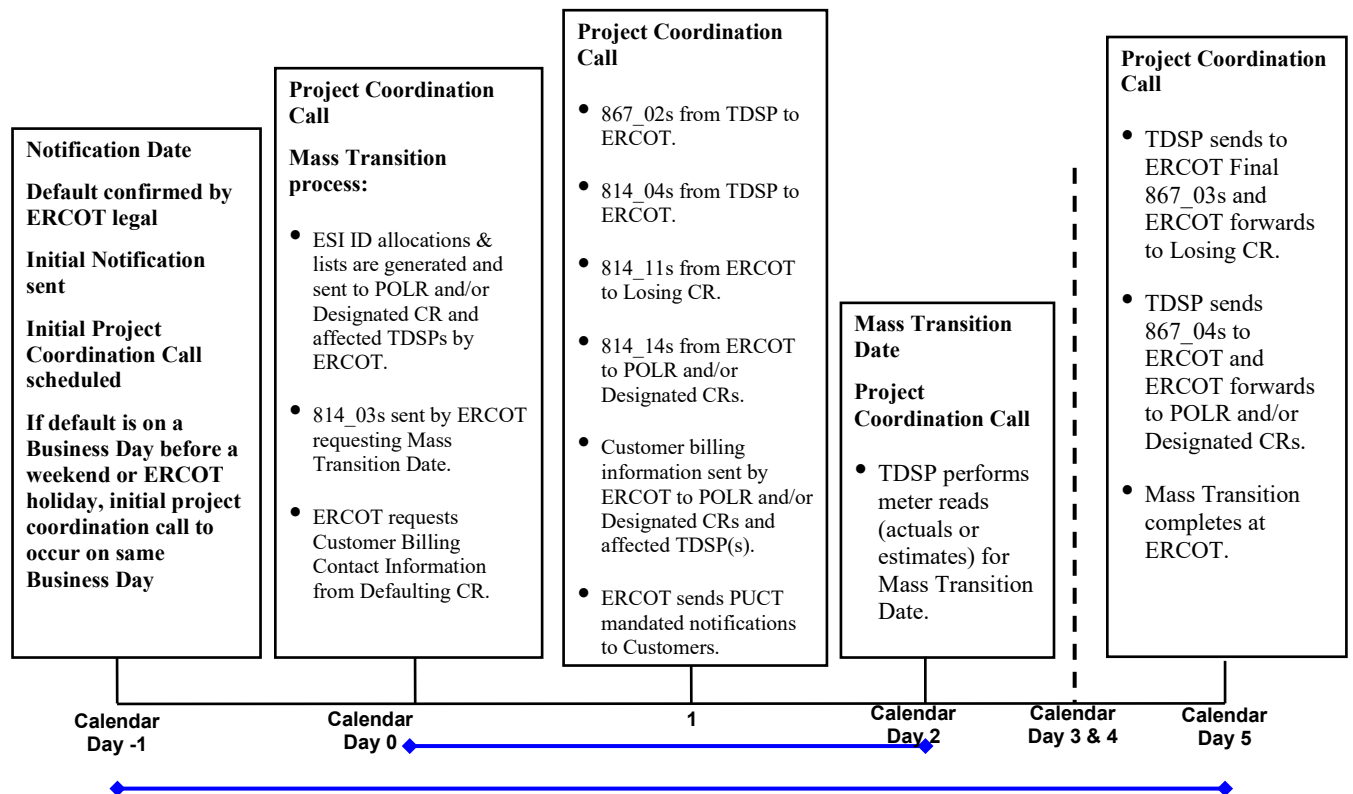 Notification Date
Default confirmed by
ERCOT legal
Initial Notification
sent
Initial Project
Coordination Call
scheduled
If default is on a
Business Day before a
weekend or ERCOT
holiday, initial project
coordination call to
occur on same
Business Day
Project Coordination
Call
Mass Transition
process:
• ESI ID allocations &
lists are generated and
sent to POLR and/or
Designated CR and
affected TDSPs by
ERCOT.
• 814_03s sent by ERCOT
requesting Mass
Transition Date.
• ERCOT requests
Customer Billing
Contact Information
from Defaulting CR.
Project Coordination
Call
• 867_02s from TDSP to
ERCOT.
• 814_04s from TDSP to
ERCOT.
• 814_11s from ERCOT
to Losing CR.
• 814_14s from ERCOT
to POLR and/or
Designated CRs.
• Customer billing
information sent by
ERCOT to POLR and/or
Designated CRs and
affected TDSP(s).
• ERCOT sends PUCT
mandated notifications
to Customers.
Mass Transition
Date
Project
Coordination Call
• TDSP performs
meter reads
(actuals or
estimates) for
Mass Transition
Date.
Project Coordination
Call
• TDSP sends to
ERCOT Final
867_03s and
ERCOT forwards
to Losing CR.
• TDSP sends
867_04s to
ERCOT and
ERCOT forwards
to POLR and/or
Designated CRs.
• Mass Transition
completes at
ERCOT.
Calendar
Day -1
Calendar
Day 0
1
Calendar
Day 2
Calendar
Day 3 & 4
Calendar
Day 5